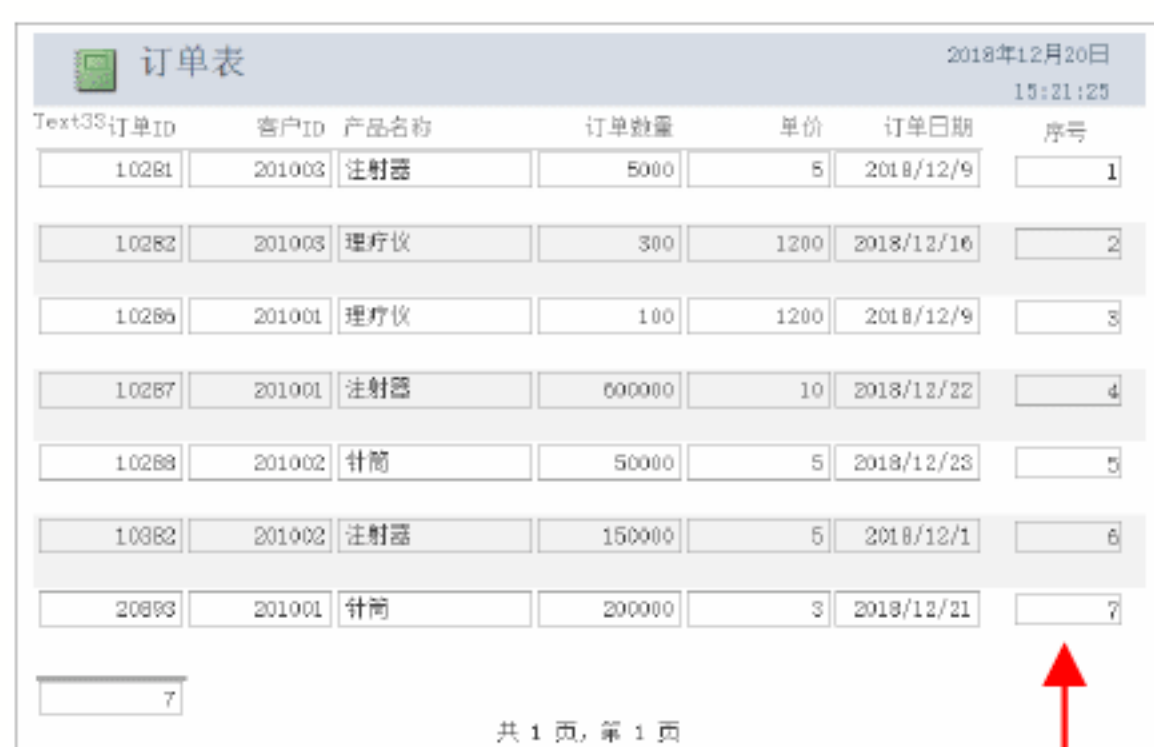 订单表
2018年12月20日
15:21:25
Text33 订单ID 客户ID 产品名称 订单数量 单价 订单日期 序号
10281 201003 注射器 5000 5 2018/12/9 1
10282 201003 理疗仪 300 1200 2018/12/16 2
10286 201001 理疗仪 100 1200 2018/12/9 3
10287 201001 注射器 600000 10 2018/12/22 4
10288 201002 针筒 50000 5 2018/12/23 5
10382 201002 注射器 150000 5 2018/12/1 6
20893 201001 针筒 200000 3 2018/12/21 7
7
共 1 页, 第 1 页